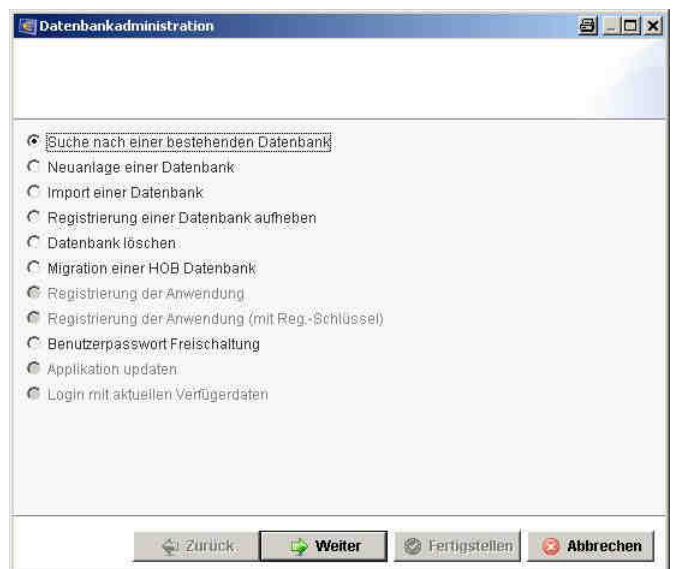 Datenbankadministration
Suche nach einer bestehenden Datenbank
Neuanlage einer Datenbank
Import einer Datenbank
Registrierung einer Datenbank aufheben
Datenbank löschen
Migration einer HOB Datenbank
Registrierung der Anwendung
Registrierung der Anwendung (mit Reg.-Schlüssel)
Benutzerpasswort Freischaltung
Applikation updaten
Login mit aktuellen Verfügerdaten
Zurück Weiter Fertigstellen Abbrechen